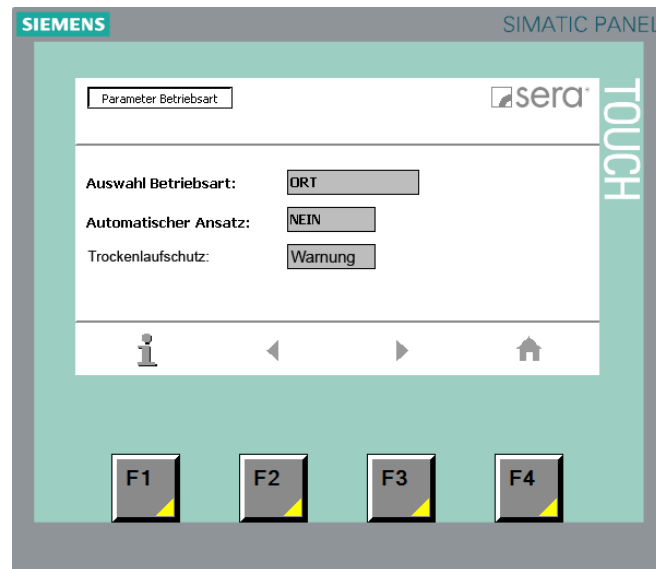 SIEMENS
SIMATIC PANEL
TOUCH
Parameter Betriebsart
sera
Auswahl Betriebsart: ORT
Automatischer Ansatz: NEIN
Trockenlaufschutz: Warnung
F1 F2 F3 F4